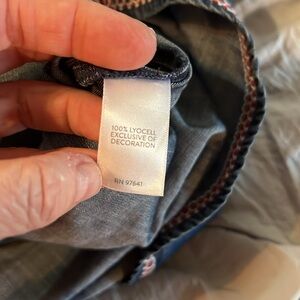 100% LYOCELL
EXCLUSIVE OF
DECORATION
RN 97641